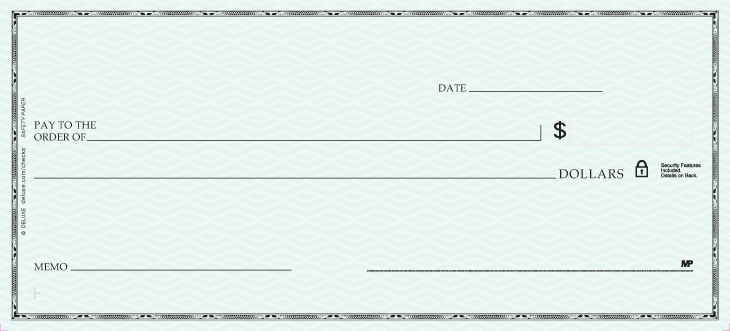 DATE
PAY TO THE
ORDER OF
$
DOLLARS
Security Features
Included.
Details on Back.
MEMO
MP
© DELUXE deluxe.com/checks SAFETY PAPER